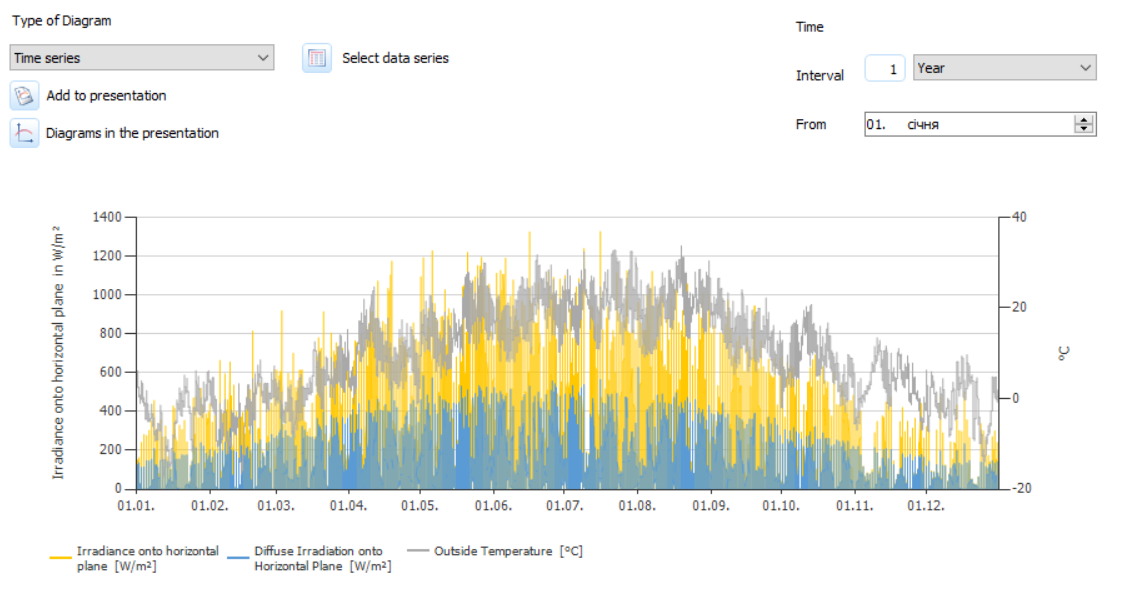 Type of Diagram
Time
Time series
Select data series
Interval 1 Year
Add to presentation
From 01. січня
Diagrams in the presentation
Irradiance onto horizontal plane in W/m²
1400
1200
1000
800
600
400
200
0
40
20
0
-20
°C
01.01. 01.02. 01.03. 01.04. 01.05. 01.06. 01.07. 01.08. 01.09. 01.10. 01.11. 01.12.
Irradiance onto horizontal
plane [W/m²]
Diffuse Irradiation onto
Horizontal Plane [W/m²]
Outside Temperature [°C]